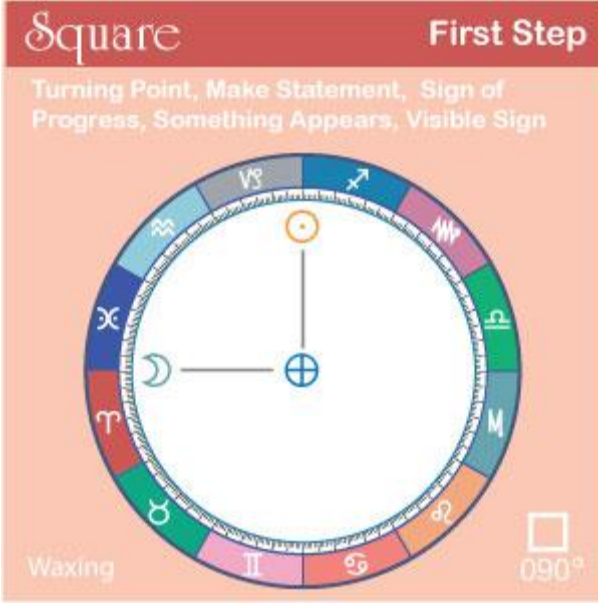 Square
First Step
Turning Point, Make Statement, Sign of
Progress, Something Appears, Visible Sign
Waxing
090°